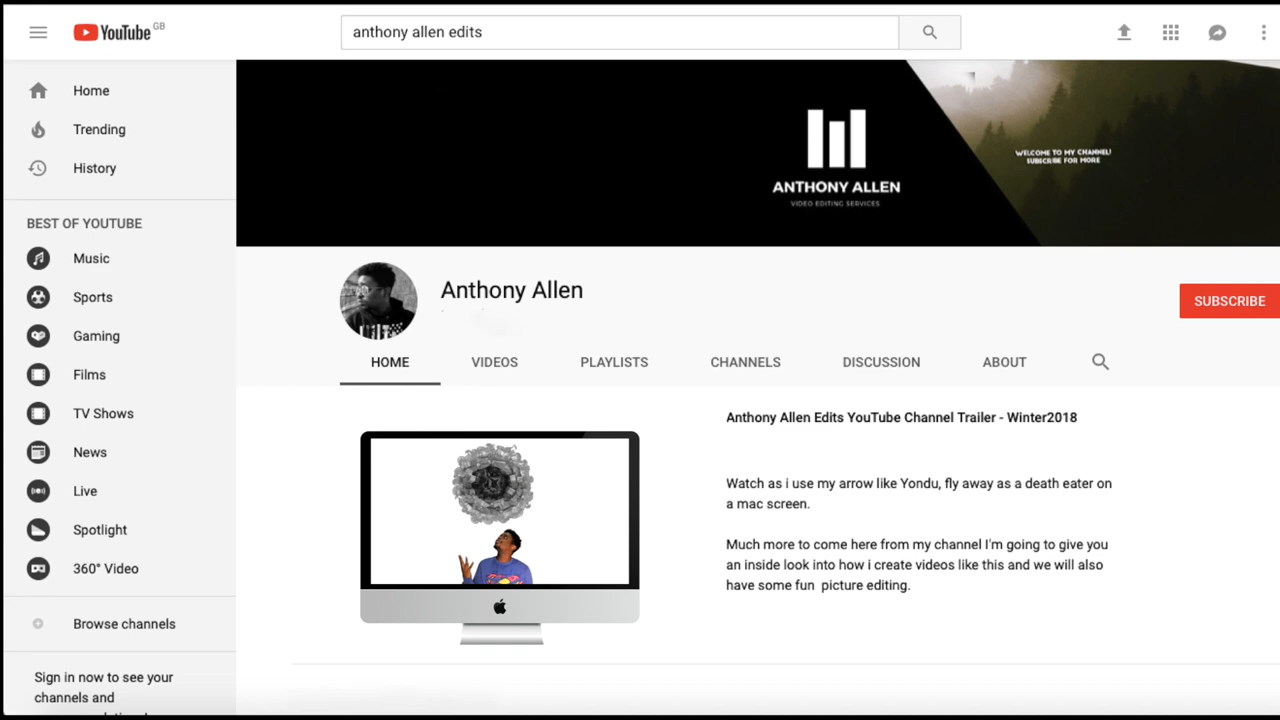 YouTube GB
anthony allen edits
Home
Trending
History
BEST OF YOUTUBE
Music
Sports
Gaming
Films
TV Shows
News
Live
Spotlight
360° Video
Browse channels
Sign in now to see your
channels and
ANTHONY ALLEN
VIDEO EDITING SERVICES
WELCOME TO MY CHANNEL!
SUBSCRIBE FOR MORE
Anthony Allen
SUBSCRIBE
HOME VIDEOS PLAYLISTS CHANNELS DISCUSSION ABOUT
Anthony Allen Edits YouTube Channel Trailer - Winter2018
Watch as i use my arrow like Yondu, fly away as a death eater on
a mac screen.
Much more to come here from my channel I'm going to give you
an inside look into how i create videos like this and we will also
have some fun  picture editing.